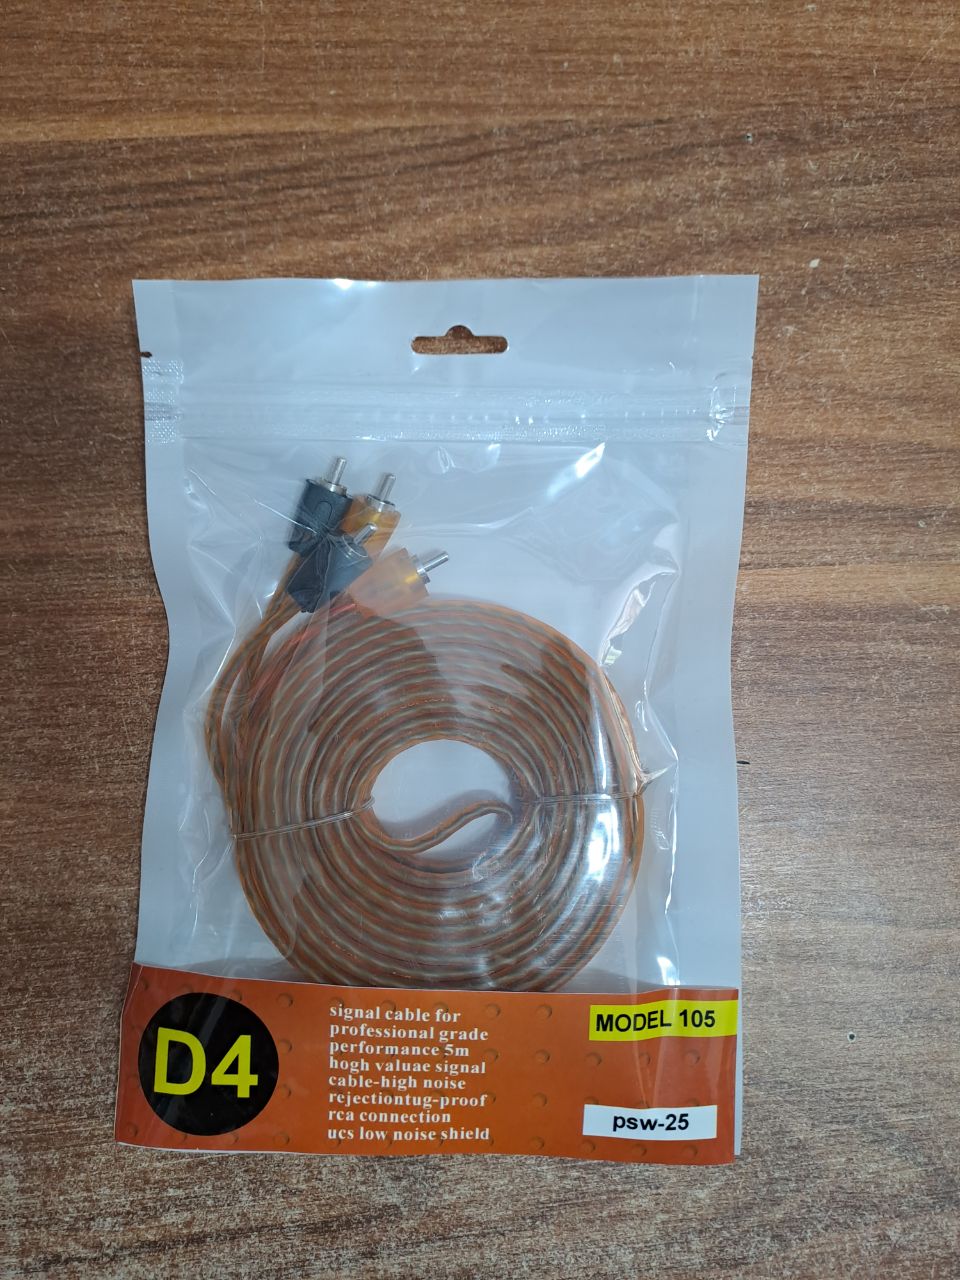 D4
signal cable for
professional grade
performance 5m
hogh valuae signal
cable-high noise
rejectiontug-proof
rca connection
ucs low noise shield
MODEL 105
psw-25